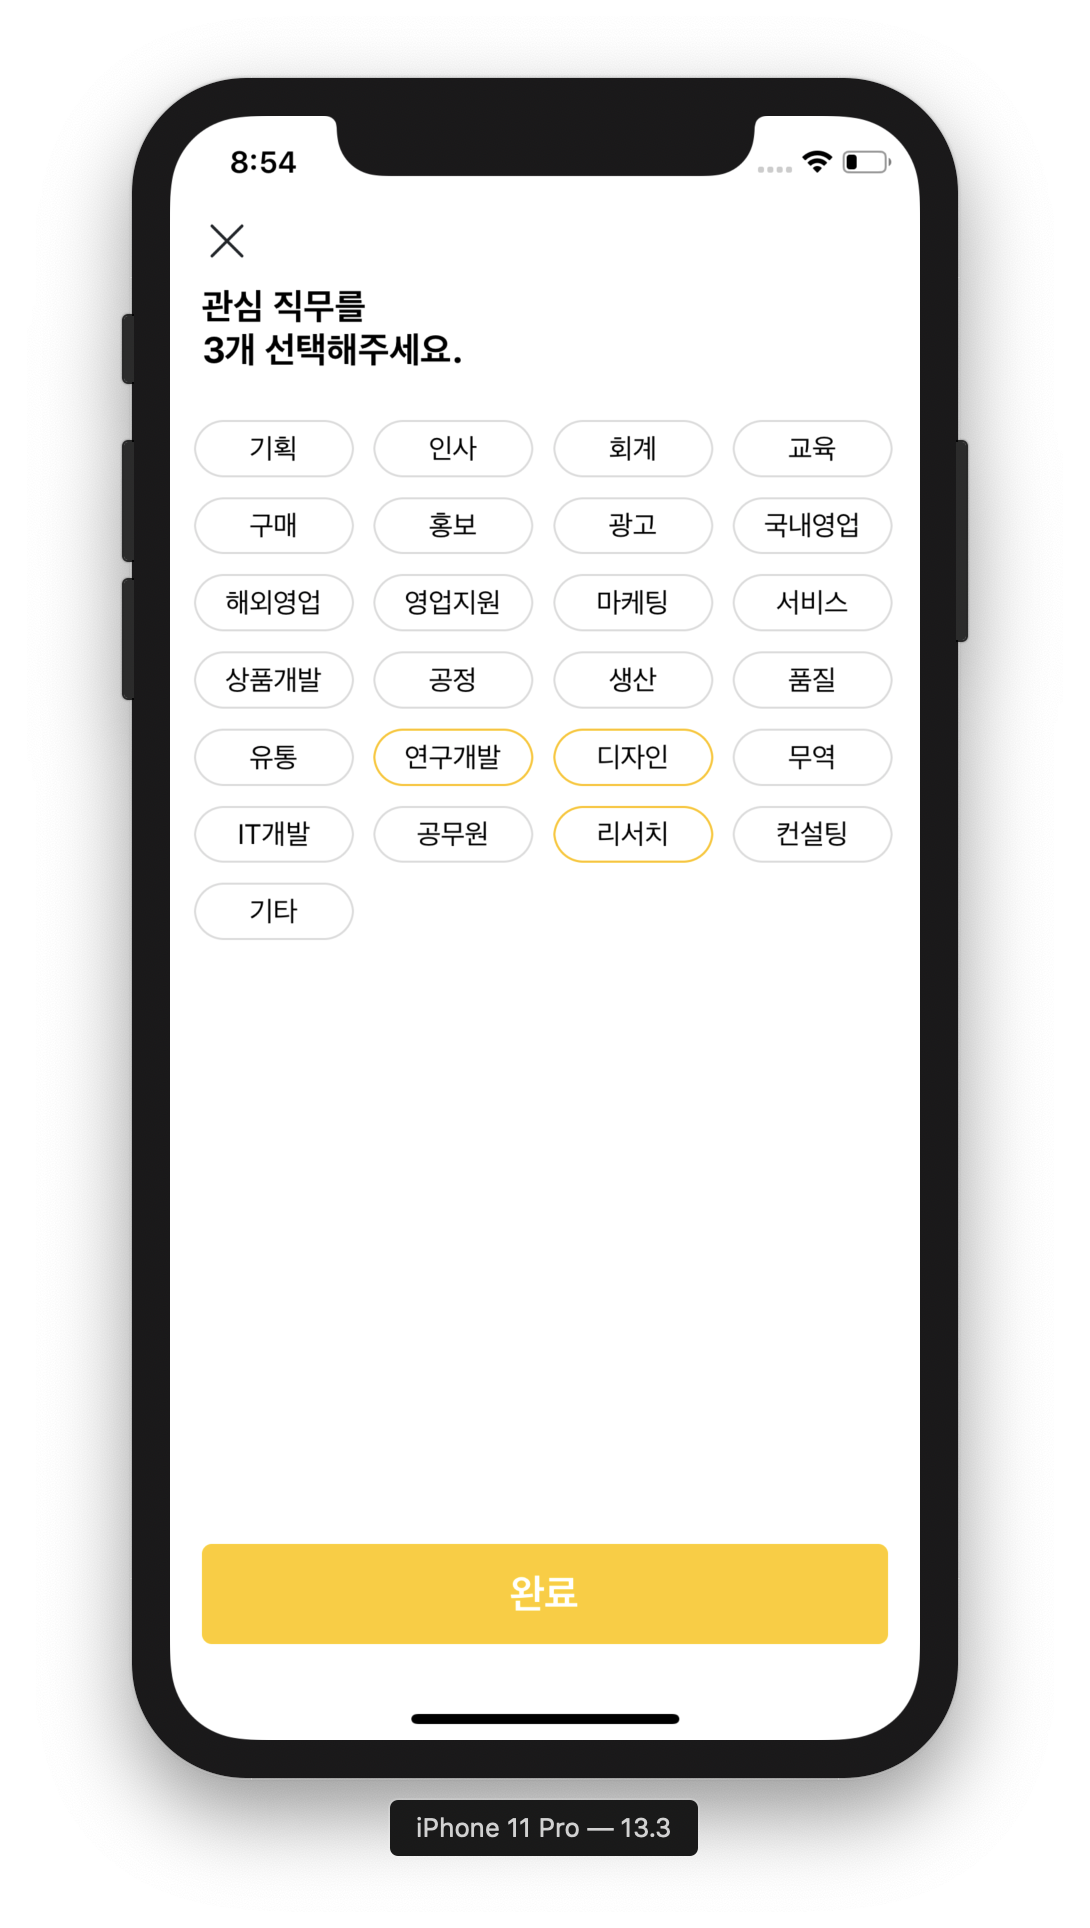 8:54
관심 직무를
3개 선택해주세요.
기획 인사 회계 교육
구매 홍보 광고 국내영업
해외영업 영업지원 마케팅 서비스
상품개발 공정 생산 품질
유통 연구개발 디자인 무역
IT개발 공무원 리서치 컨설팅
기타
완료
iPhone 11 Pro — 13.3